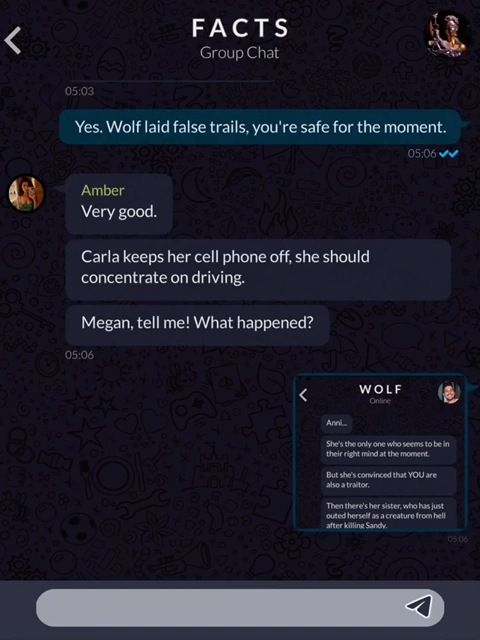 FACTS
Group Chat
05:03
Yes. Wolf laid false trails, you're safe for the moment.
05:06
Amber
Very good.
Carla keeps her cell phone off, she should
concentrate on driving.
Megan, tell me! What happened?
05:06
WOLF
Online
Anni...
She's the only one who seems to be in
their right mind at the moment.
But she's convinced that YOU are
also a traitor.
Then there's her sister, who has just
outed herself as a creature from hell
after killing Sandy.
05:06